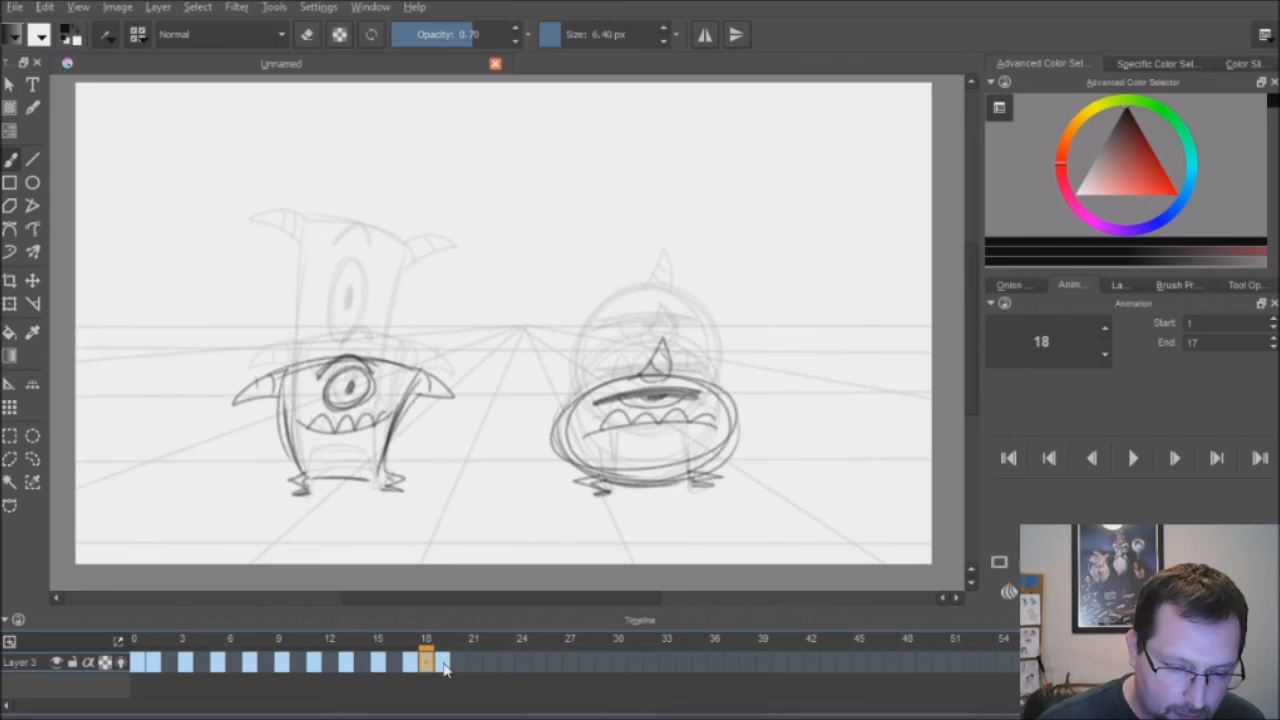 File Edit View Image Layer Select Filter Tools Settings Window Help
Normal Opacity: 0.70 Size: 6.40 px
Unnamed
Advanced Color Sel... Specific Color Sel... Color Sli...
Advanced Color Selector
Onion ... Anim... La... Brush Pr... Tool Op...
Animation
18
Start: 1
End: 17
Timeline
0 3 6 9 12 15 18 21 24 27 30 33 36 39 42 45 48 51 54
Layer 3